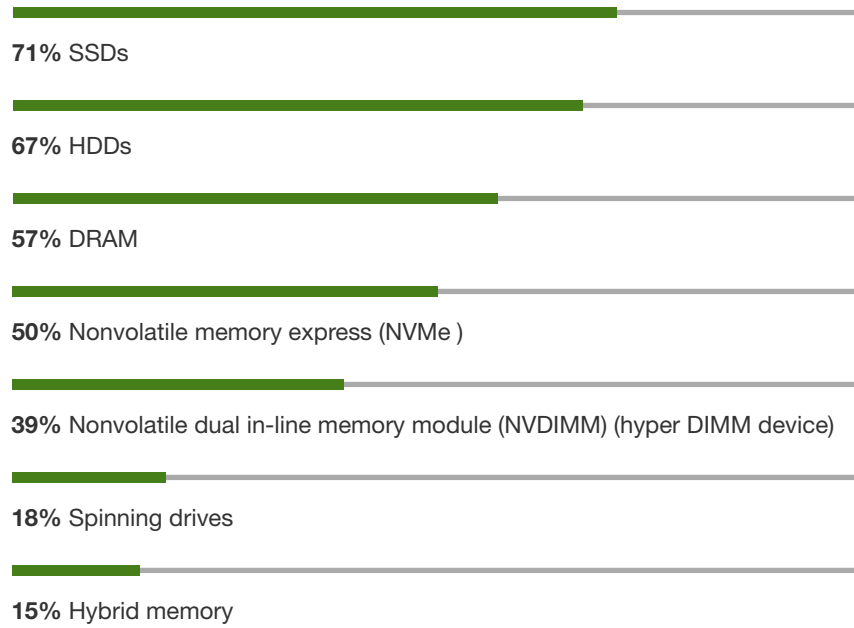 71% SSDs
67% HDDs
57% DRAM
50% Nonvolatile memory express (NVMe )
39% Nonvolatile dual in-line memory module (NVDIMM) (hyper DIMM device)
18% Spinning drives
15% Hybrid memory